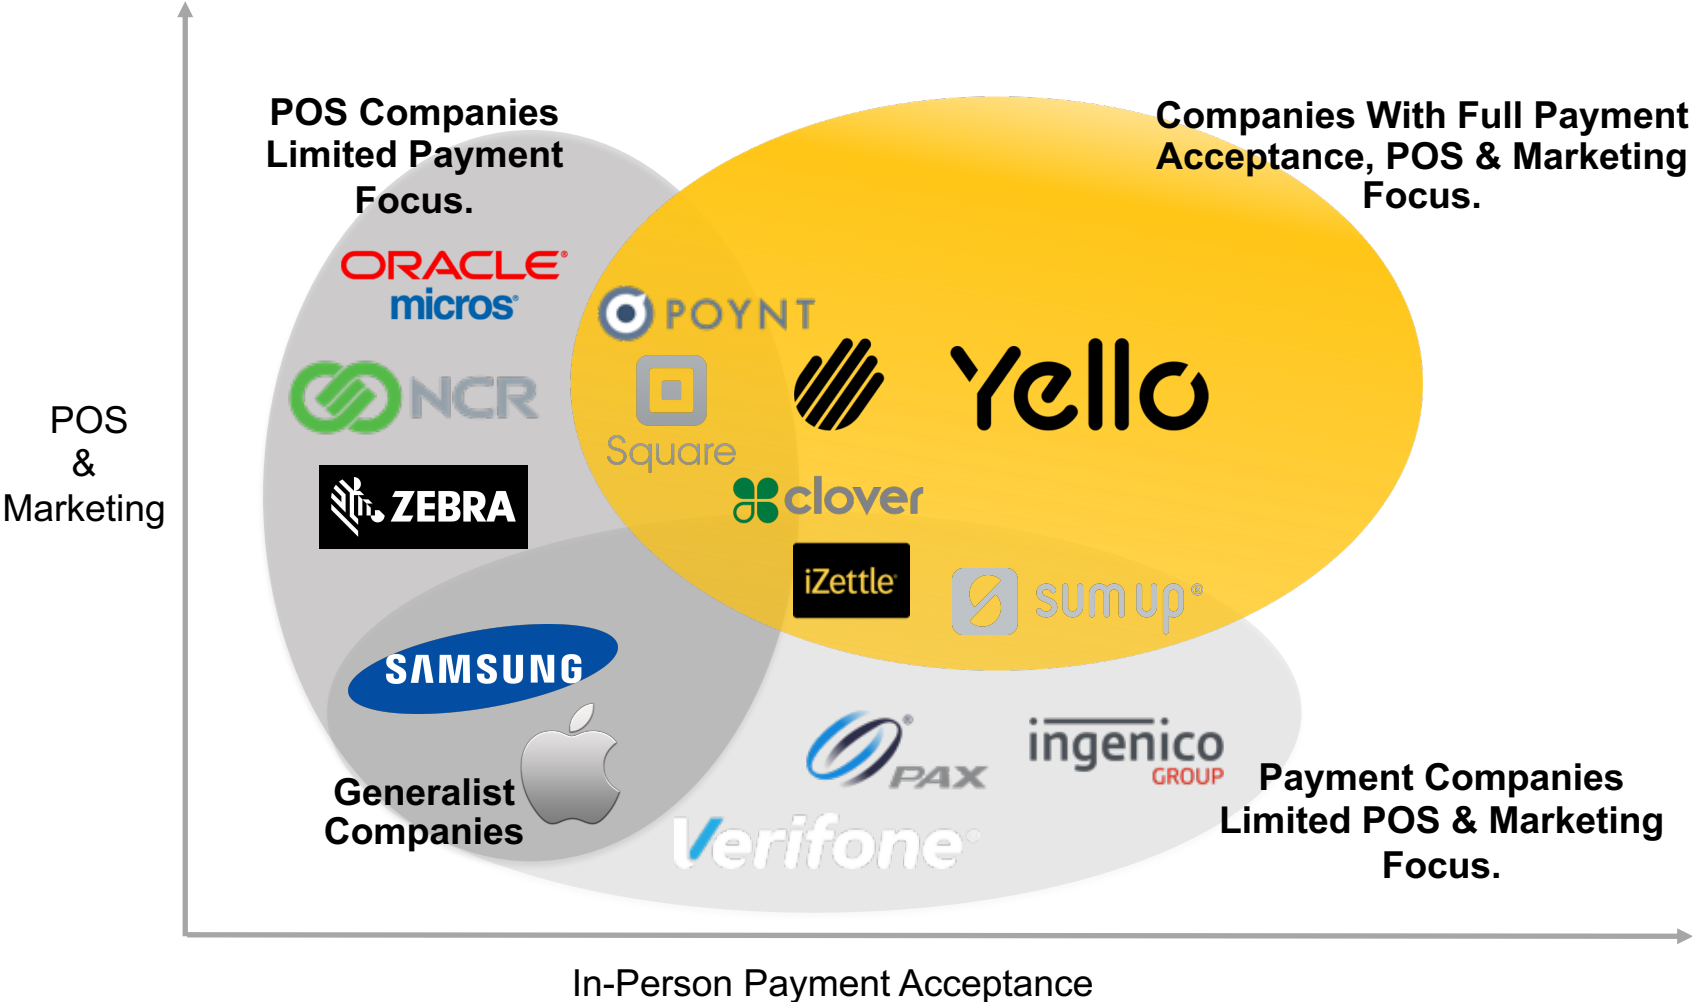 POS Companies
Limited Payment
Focus.
Companies With Full Payment
Acceptance, POS & Marketing
Focus.
ORACLE®
micros®
POYNT
NCR
Square
Yello
POS
&
Marketing
ZEBRA
clover
iZettle
sumup®
SAMSUNG
PAX®
ingenico
GROUP
Generalist
Companies
Verifone®
Payment Companies
Limited POS & Marketing
Focus.
In-Person Payment Acceptance